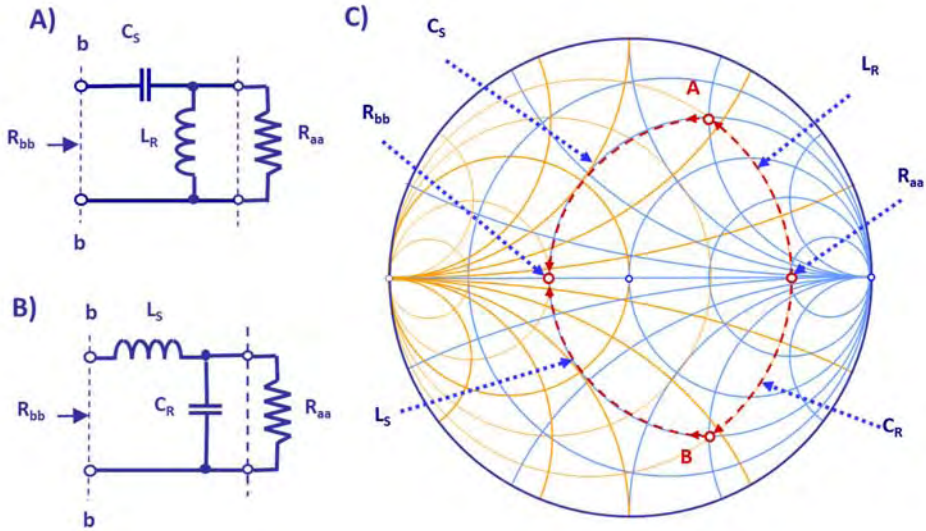 A)
b
C_S
R_bb
L_R
R_aa
b
B)
b
L_S
R_bb
C_R
R_aa
b
C)
C_S
A
L_R
R_bb
R_aa
L_S
B
C_R